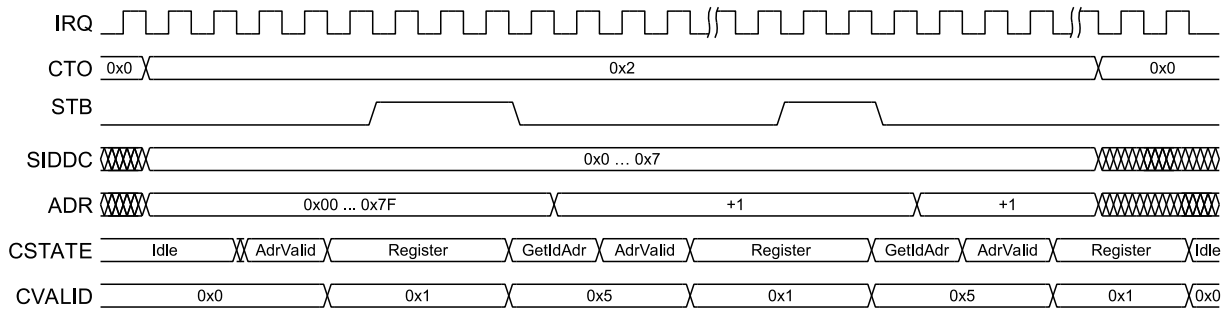 IRQ
CTO 0x0 0x2 0x0
STB
SIDDC 0x0 ... 0x7
ADR 0x00 ... 0x7F +1 +1
CSTATE Idle AdrValid Register GetIdAdr AdrValid Register GetIdAdr AdrValid Register Idle
CVALID 0x0 0x1 0x5 0x1 0x5 0x1 0x0